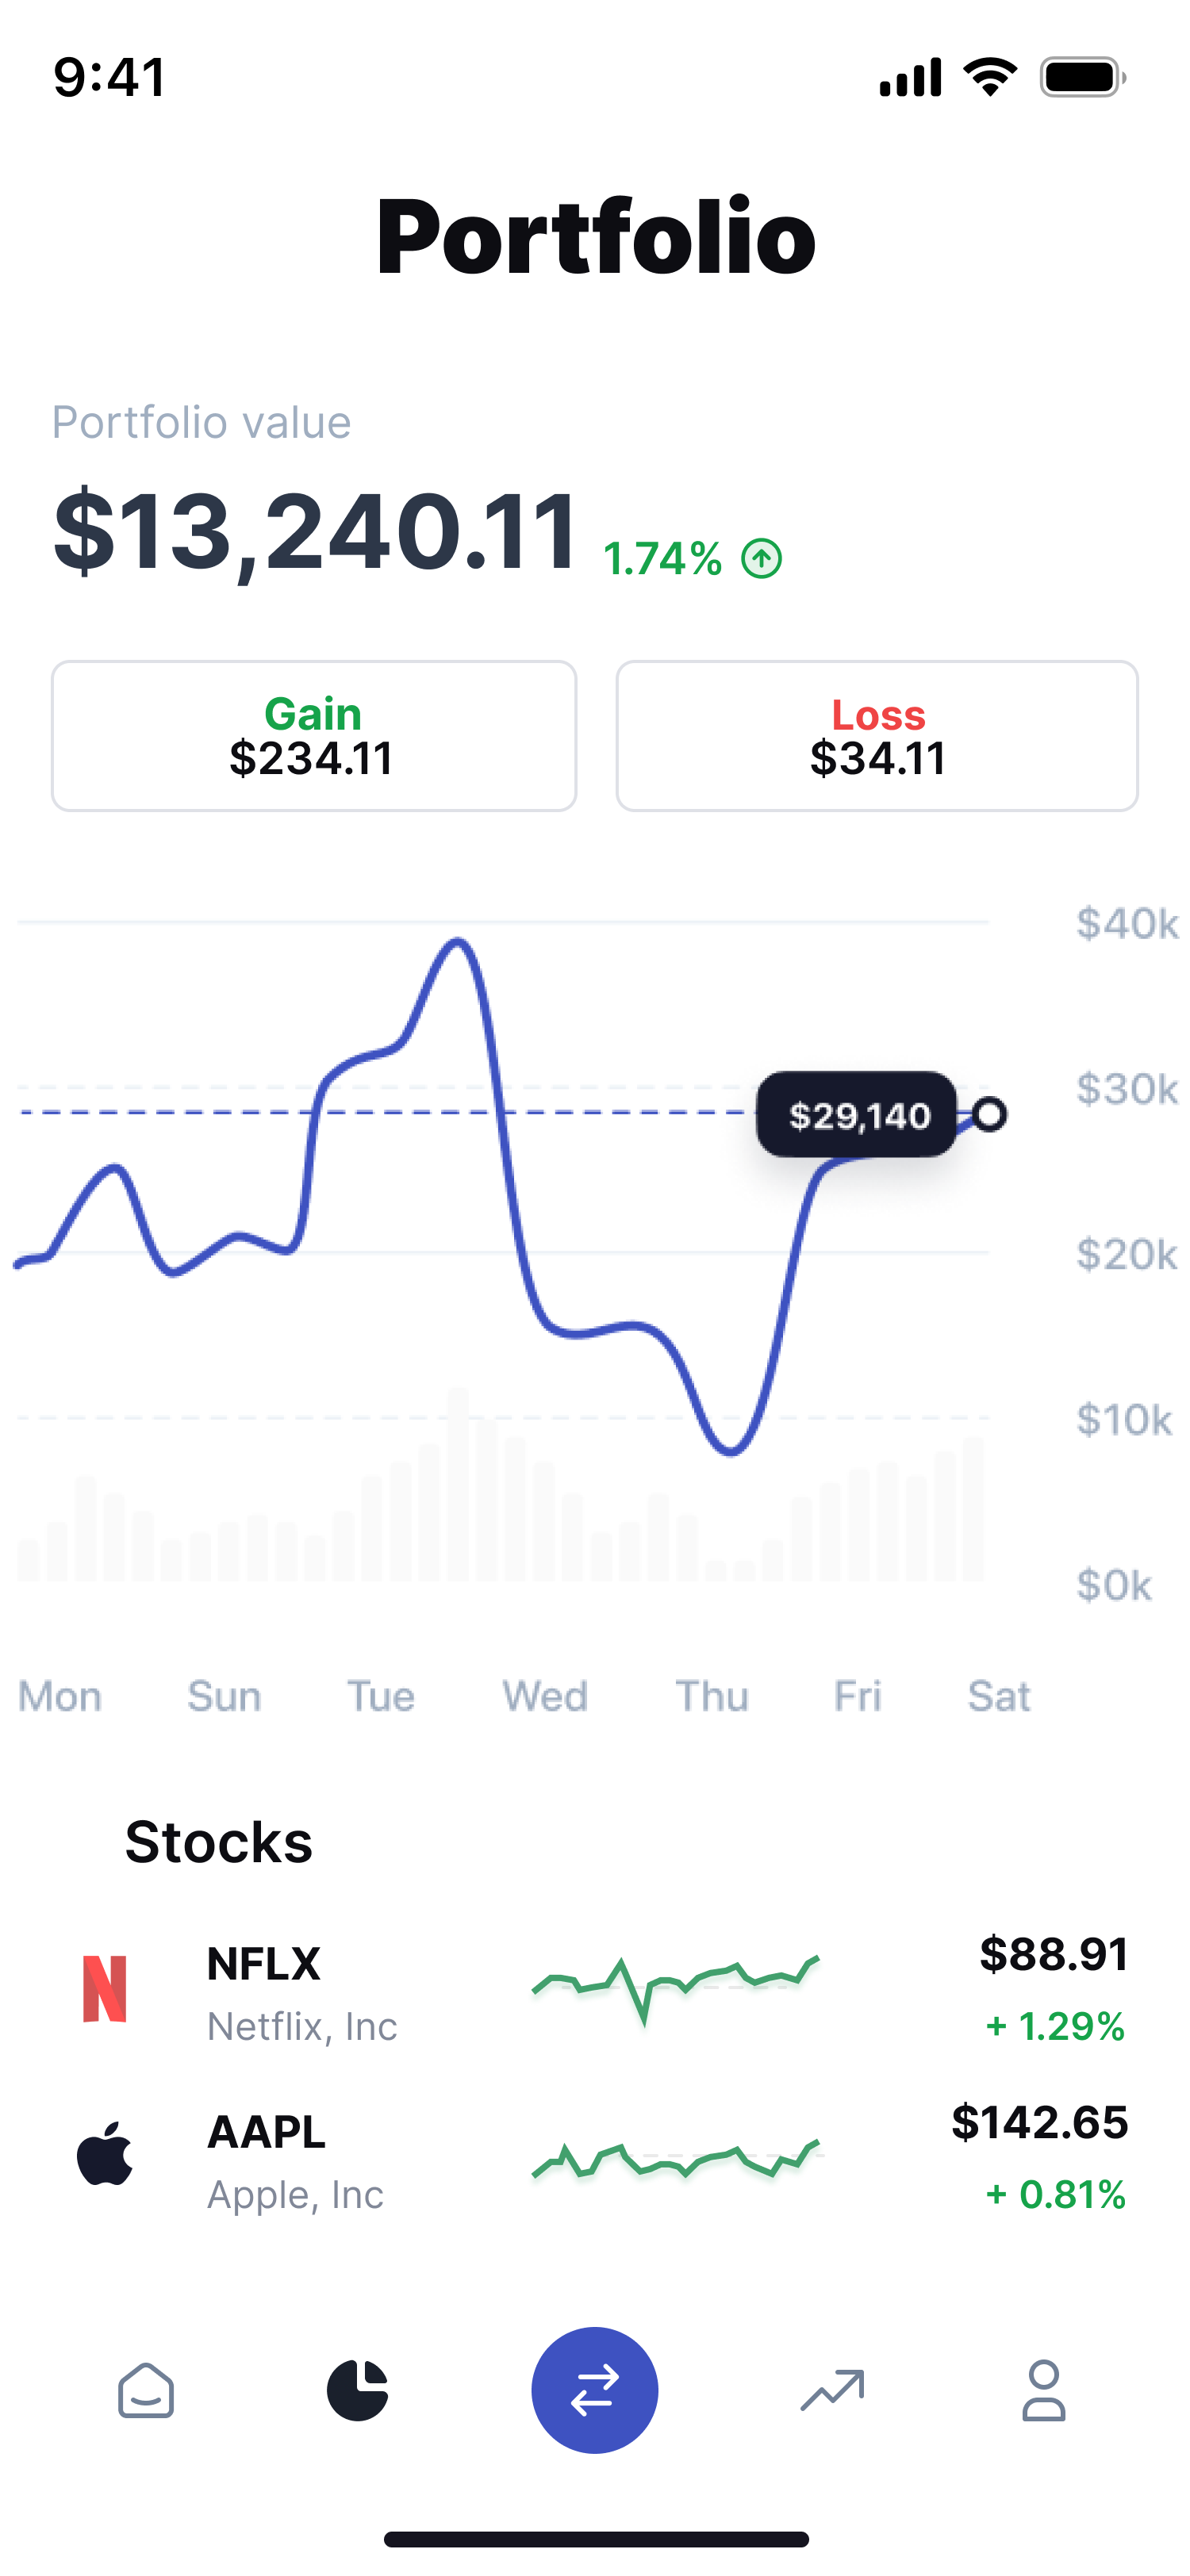 9:41
Portfolio
Portfolio value
$13,240.11 1.74%
Gain
$234.11
Loss
$34.11
$40k
$30k
$29,140
$20k
$10k
$0k
Mon Sun Tue Wed Thu Fri Sat
Stocks
NFLX
Netflix, Inc
$88.91
+ 1.29%
AAPL
Apple, Inc
$142.65
+ 0.81%